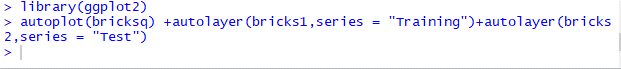 > library(ggplot2)
> autoplot(bricksq) +autolayer(bricks1,series = "Training")+autolayer(bricks
2,series = "Test")
>